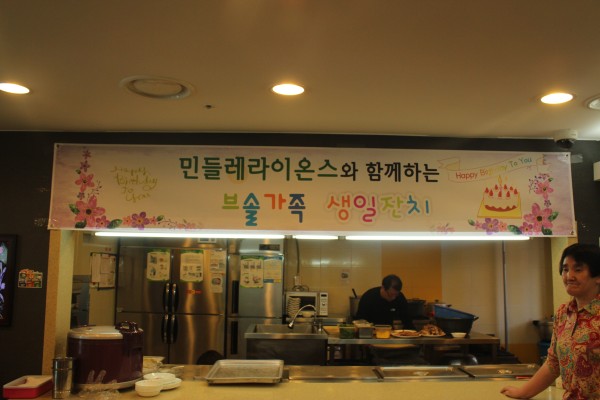 민들레라이온스와 함께하는
브솔가족 생일잔치
Happy Birthday To You